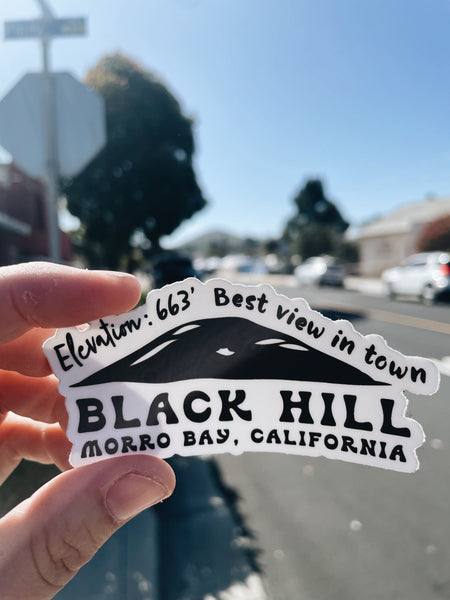 Elevation: 663' Best view in town
BLACK HILL
MORRO BAY, CALIFORNIA